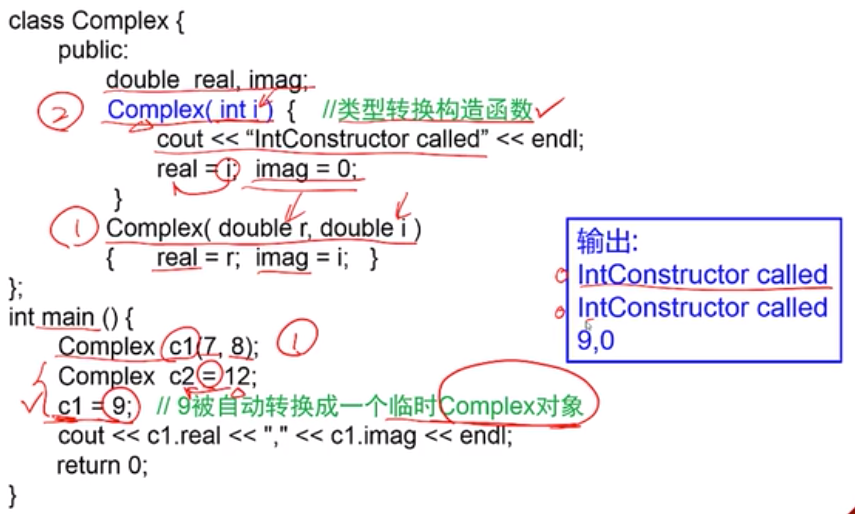 class Complex {
public:
double real, imag;
② Complex( int i ) { //类型转换构造函数
cout << “IntConstructor called” << endl;
real = i; imag = 0;
}
① Complex( double r, double i )
{ real = r; imag = i; }
};
int main () {
Complex c1(7, 8); ①
Complex c2 = 12;
c1 = 9; // 9被自动转换成一个临时Complex对象
cout << c1.real << "," << c1.imag << endl;
return 0;
}
输出:
IntConstructor called
IntConstructor called
9,0